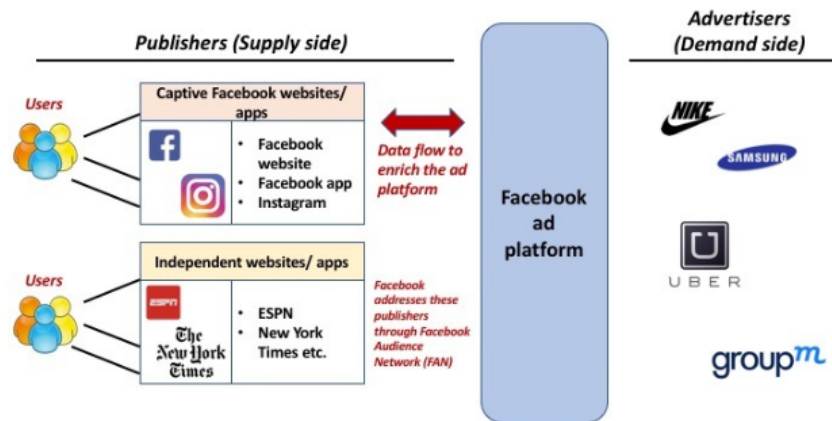 Publishers (Supply side)
Advertisers
(Demand side)
Users
Captive Facebook websites/
apps
f
• Facebook
website
• Facebook app
• Instagram
Data flow to
enrich the ad
platform
Facebook
ad
platform
NIKE
SAMSUNG
U
UBER
groupm
Users
Independent websites/ apps
ESPN
The
New York
Times
• ESPN
• New York
Times etc.
Facebook
addresses these
publishers
through Facebook
Audience
Network (FAN)